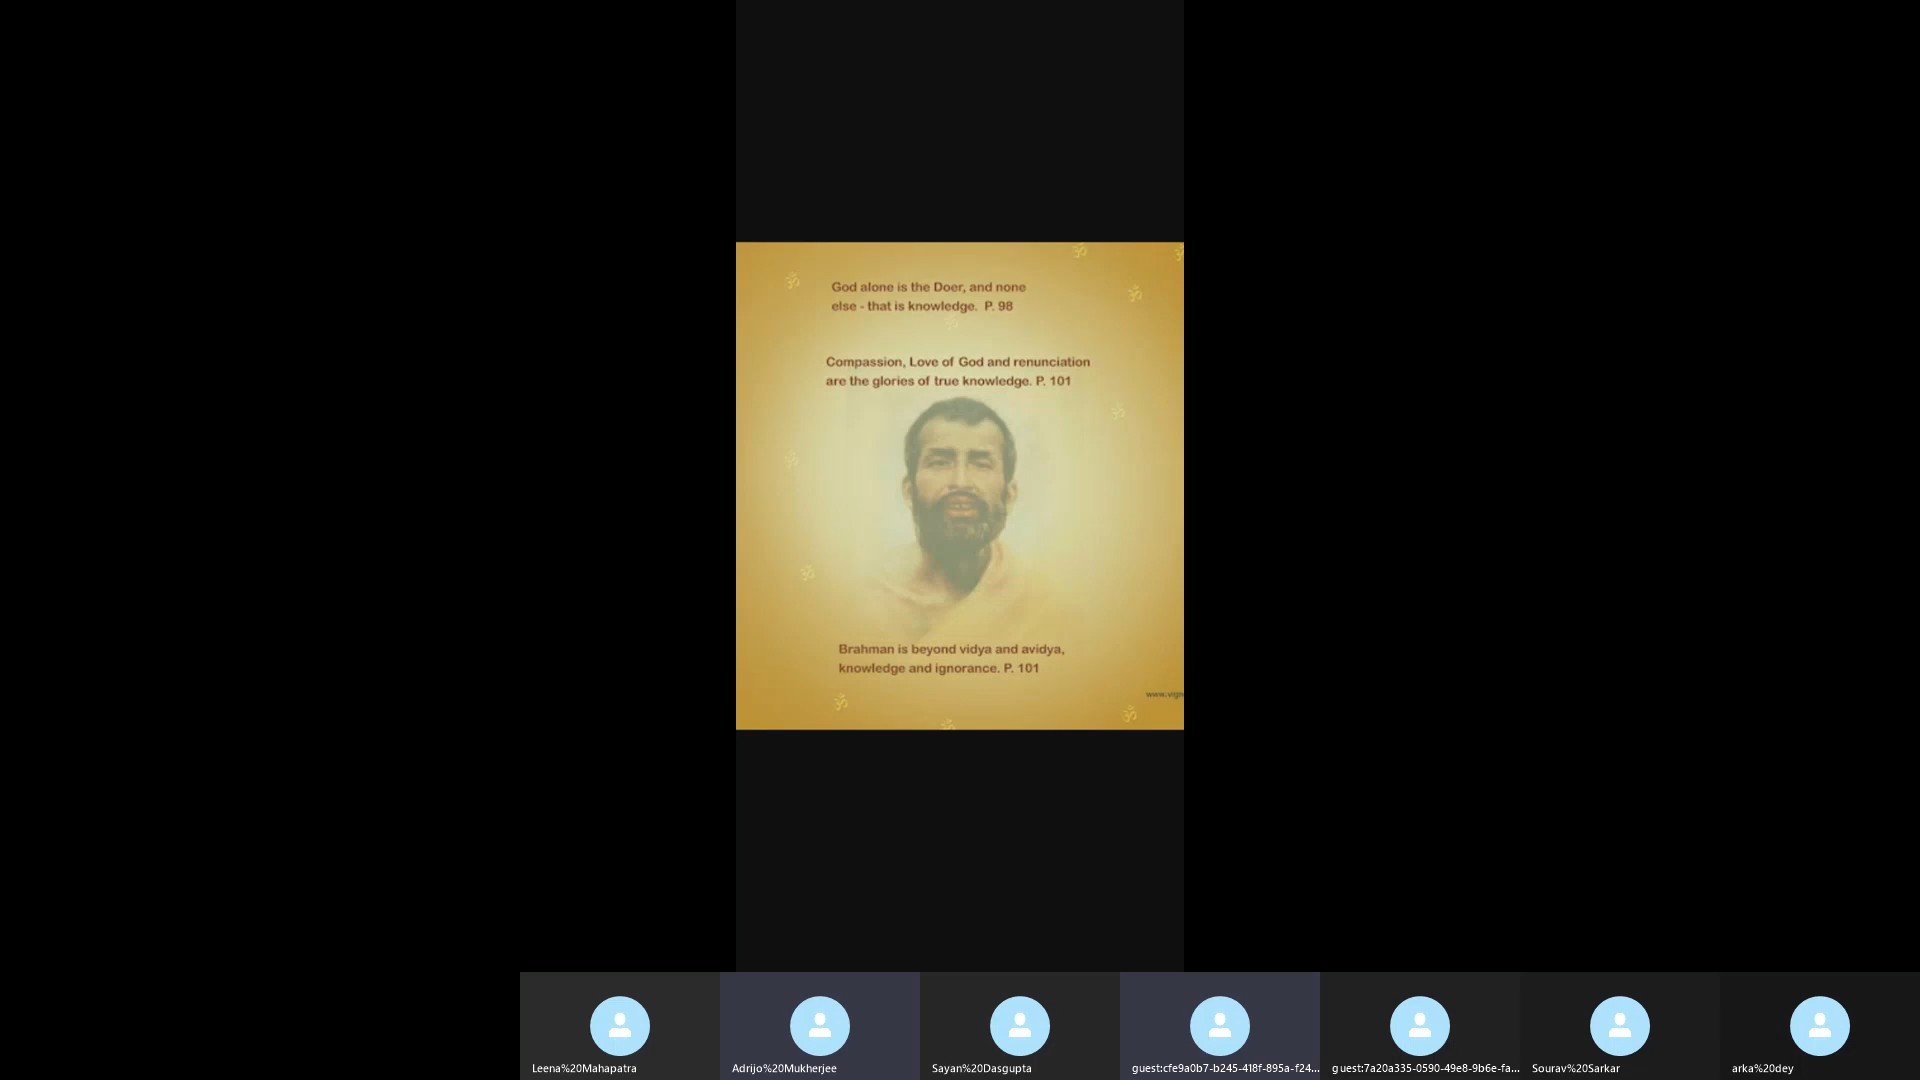 God alone is the Doer, and none
else - that is knowledge. P. 98
Compassion, Love of God and renunciation
are the glories of true knowledge. P. 101
Brahman is beyond vidya and avidya,
knowledge and ignorance. P. 101
www.vign
ॐ
ॐ
ॐ
ॐ
ॐ
ॐ
ॐ
ॐ
ॐ
ॐ
ॐ
Leena%20Mahapatra
Adrijo%20Mukherjee
Sayan%20Dasgupta
guest:cfe9a0b7-b245-418f-895a-f24...
guest:7a20a335-0590-49e8-9b6e-fa...
Sourav%20Sarkar
arka%20dey